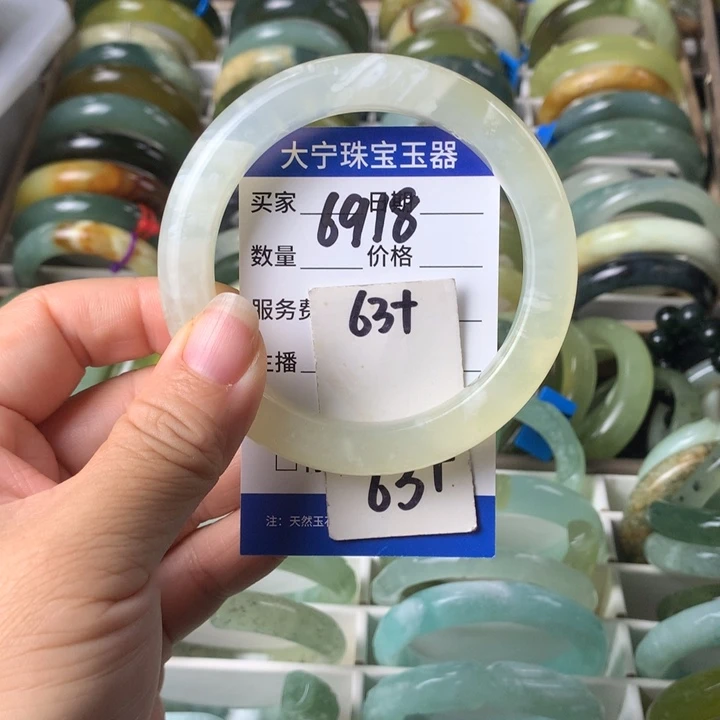 大宁珠宝玉器
买家 6918 日期
数量 价格
服务费
63+
主播
63+
注：天然玉石